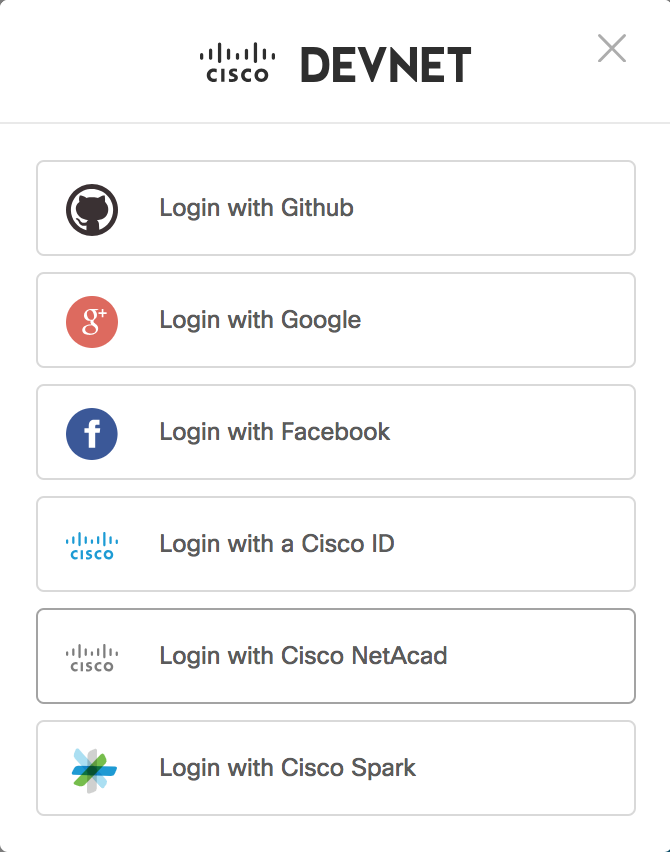 CISCO DEVNET
Login with Github
g+ Login with Google
f Login with Facebook
CISCO Login with a Cisco ID
CISCO Login with Cisco NetAcad
Login with Cisco Spark